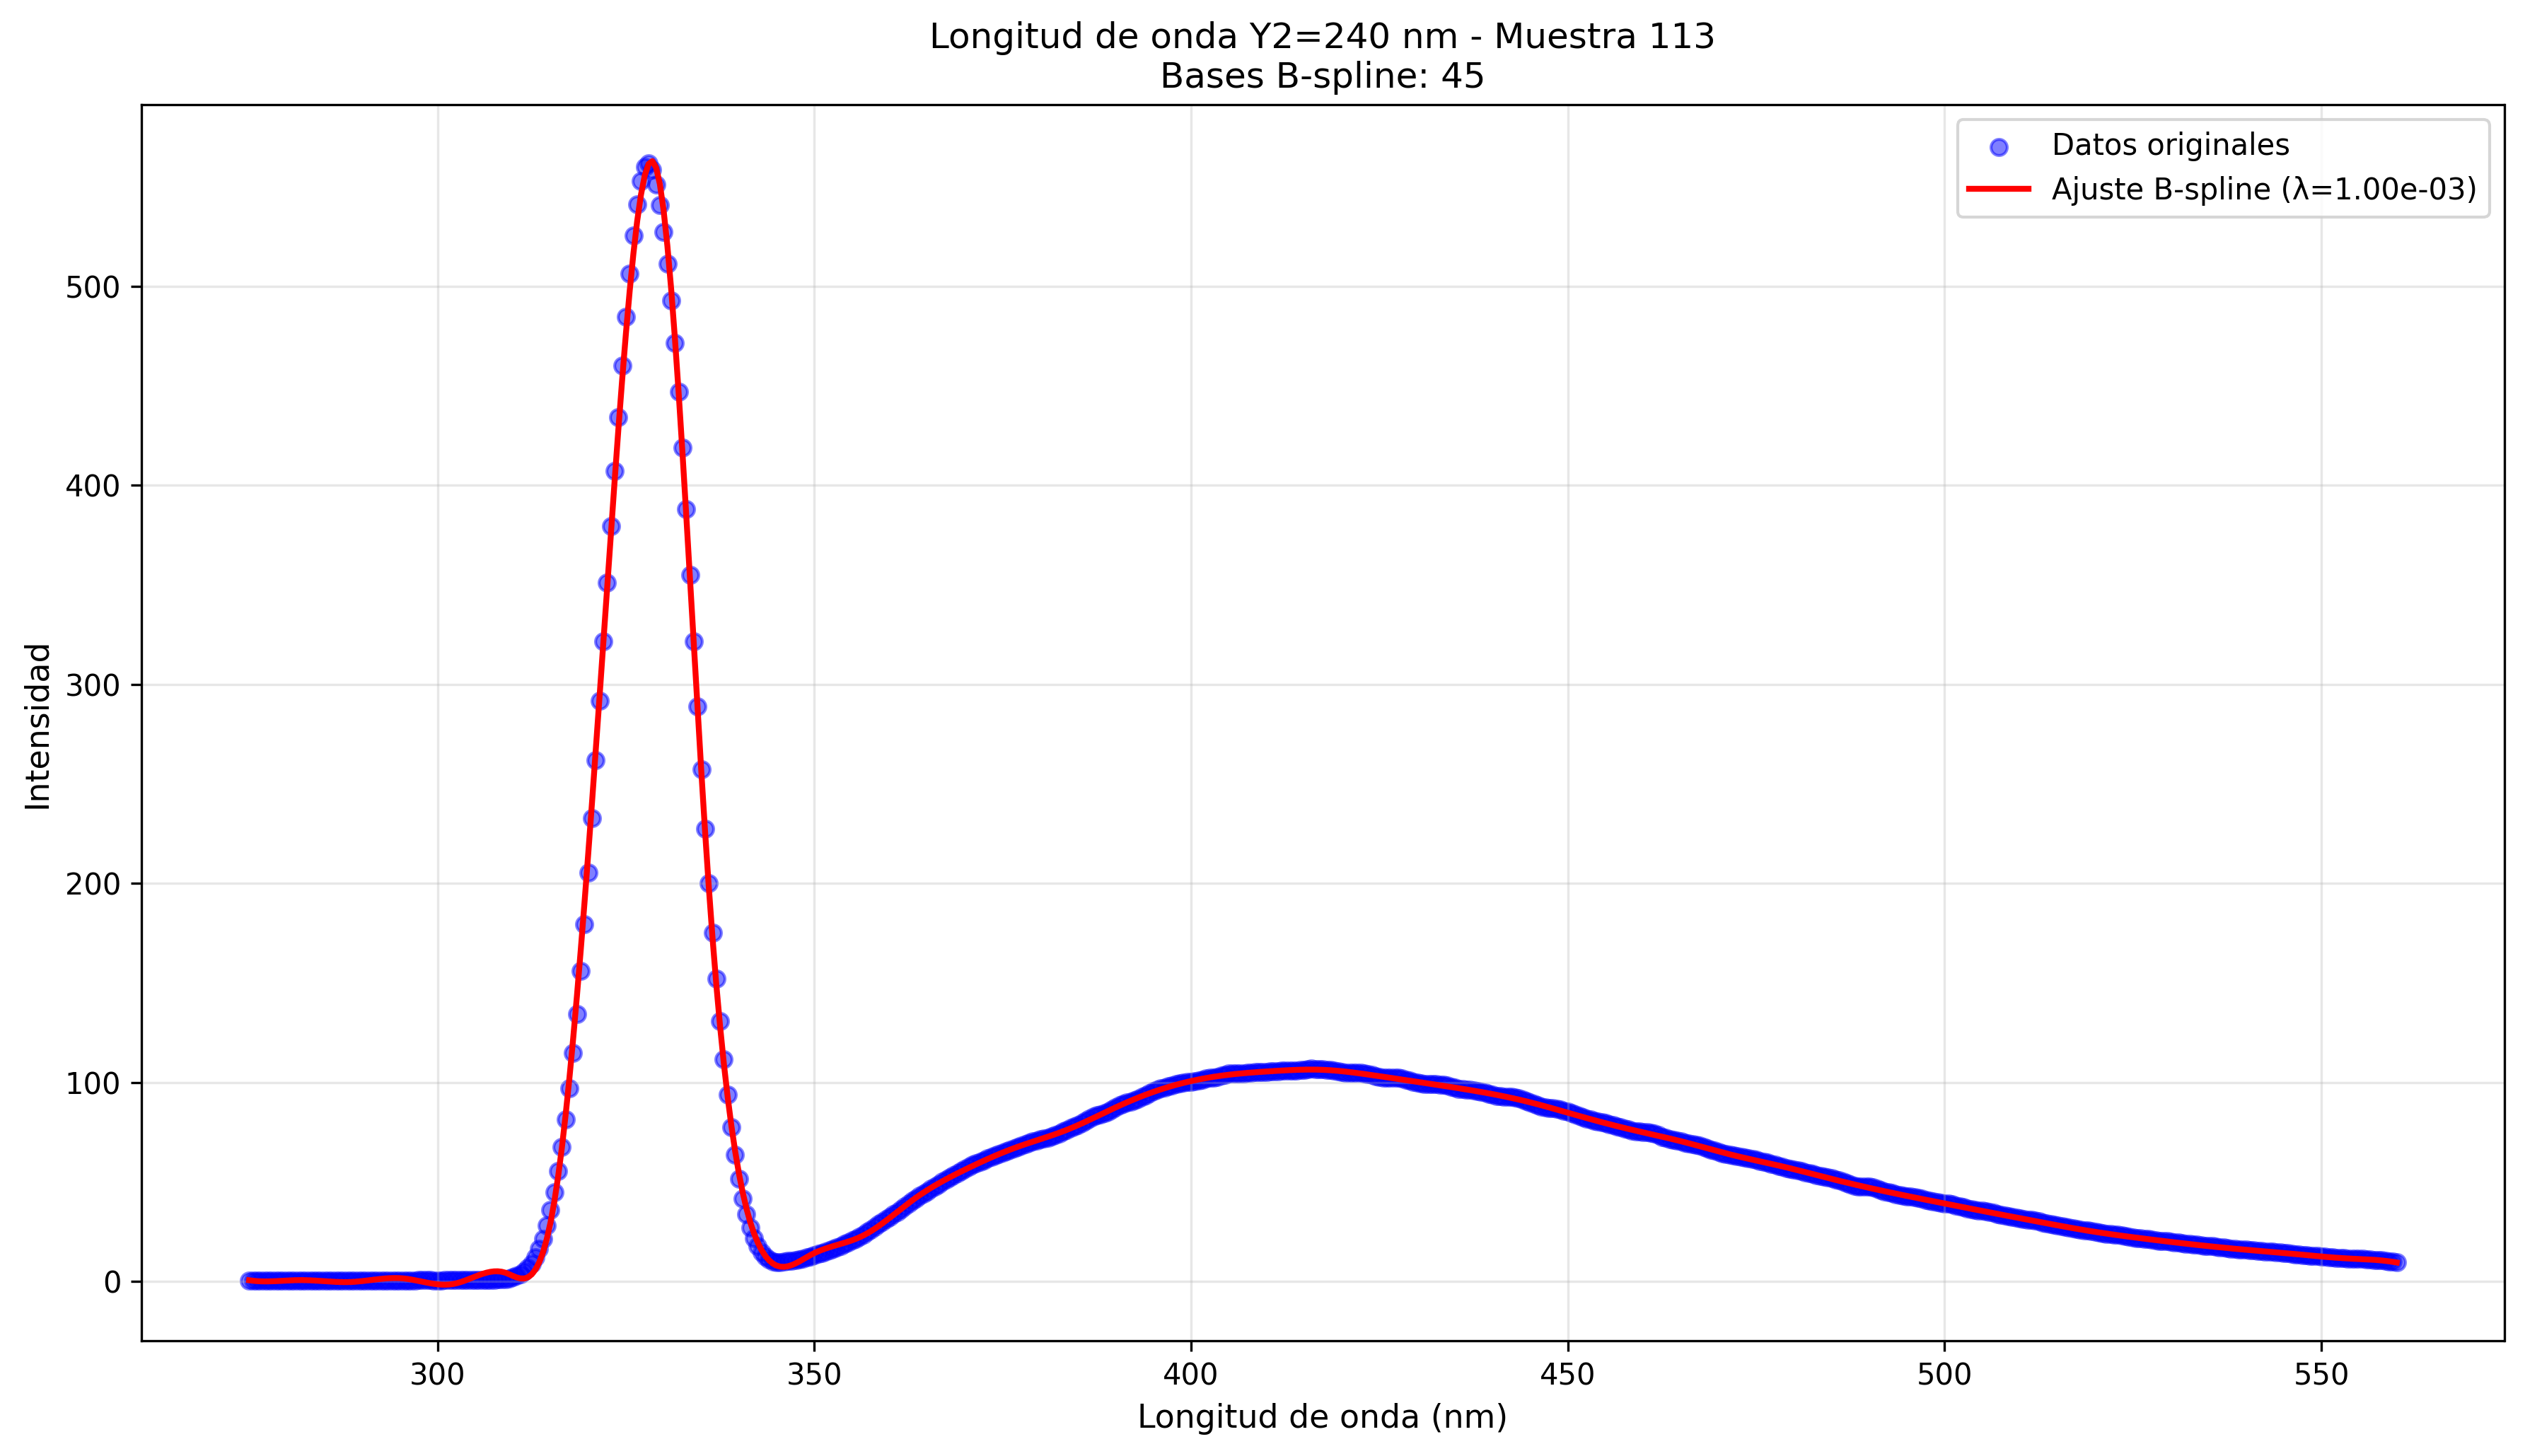 Longitud de onda Y2=240 nm - Muestra 113
Bases B-spline: 45
Datos originales
Ajuste B-spline (λ=1.00e-03)
Intensidad
500
400
300
200
100
0
300
350
400
450
500
550
Longitud de onda (nm)